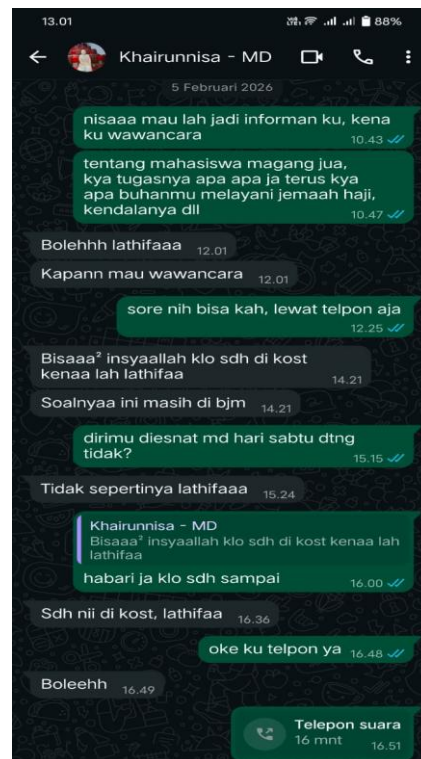 13.01 88%
Khairunnisa - MD
5 Februari 2026
nisaaa mau lah jadi informan ku, kena
ku wawancara
10.43
tentang mahasiswa magang jua,
kya tugasnya apa apa ja terus kya
apa buhanmu melayani jemaah haji,
kendalanya dll
10.47
Bolehhh lathifaaa 12.01
Kapann mau wawancara 12.01
sore nih bisa kah, lewat telpon aja
12.25
Bisaaa² insyaallah klo sdh di kost
kenaa lah lathifaa
14.21
Soalnyaa ini masih di bjm 14.21
dirimu diesnat md hari sabtu dtng
tidak?
15.15
Tidak sepertinya lathifaaa 15.24
Khairunnisa - MD
Bisaaa² insyaallah klo sdh di kost kenaa lah
lathifaa
habari ja klo sdh sampai 16.00
Sdh nii di kost, lathifaa 16.36
oke ku telpon ya 16.48
Boleehh 16.49
Telepon suara
16 mnt 16.51